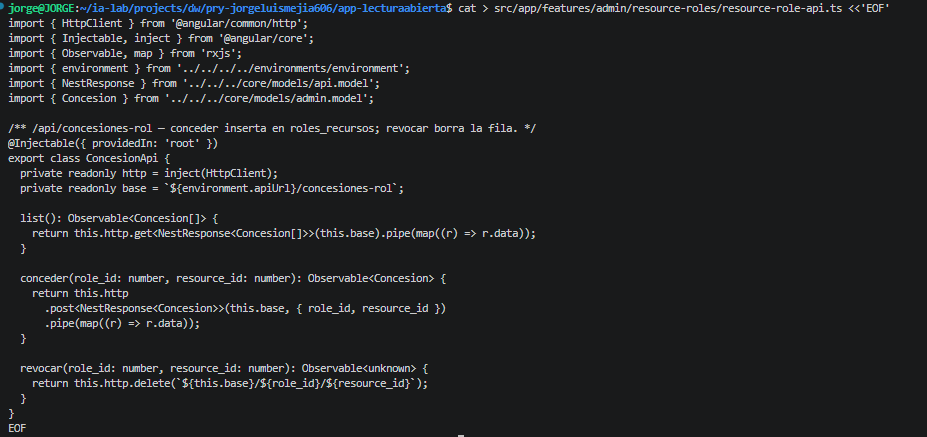 jorge@JORGE:~/ia-lab/projects/dw/pry-jorgeluismejia606/app-lecturaabierta$ cat > src/app/features/admin/resource-roles/resource-role-api.ts <<'EOF'
import { HttpClient } from '@angular/common/http';
import { Injectable, inject } from '@angular/core';
import { Observable, map } from 'rxjs';
import { environment } from '../../../../environments/environment';
import { NestResponse } from '../../../core/models/api.model';
import { Concesion } from '../../../core/models/admin.model';

/** /api/concesiones-rol — conceder inserta en roles_recursos; revocar borra la fila. */
@Injectable({ providedIn: 'root' })
export class ConcesionApi {
  private readonly http = inject(HttpClient);
  private readonly base = `${environment.apiUrl}/concesiones-rol`;

  list(): Observable<Concesion[]> {
    return this.http.get<NestResponse<Concesion[]>>(this.base).pipe(map((r) => r.data));
  }

  conceder(role_id: number, resource_id: number): Observable<Concesion> {
    return this.http
      .post<NestResponse<Concesion>>(this.base, { role_id, resource_id })
      .pipe(map((r) => r.data));
  }

  revocar(role_id: number, resource_id: number): Observable<unknown> {
    return this.http.delete(`${this.base}/${role_id}/${resource_id}`);
  }
}
EOF